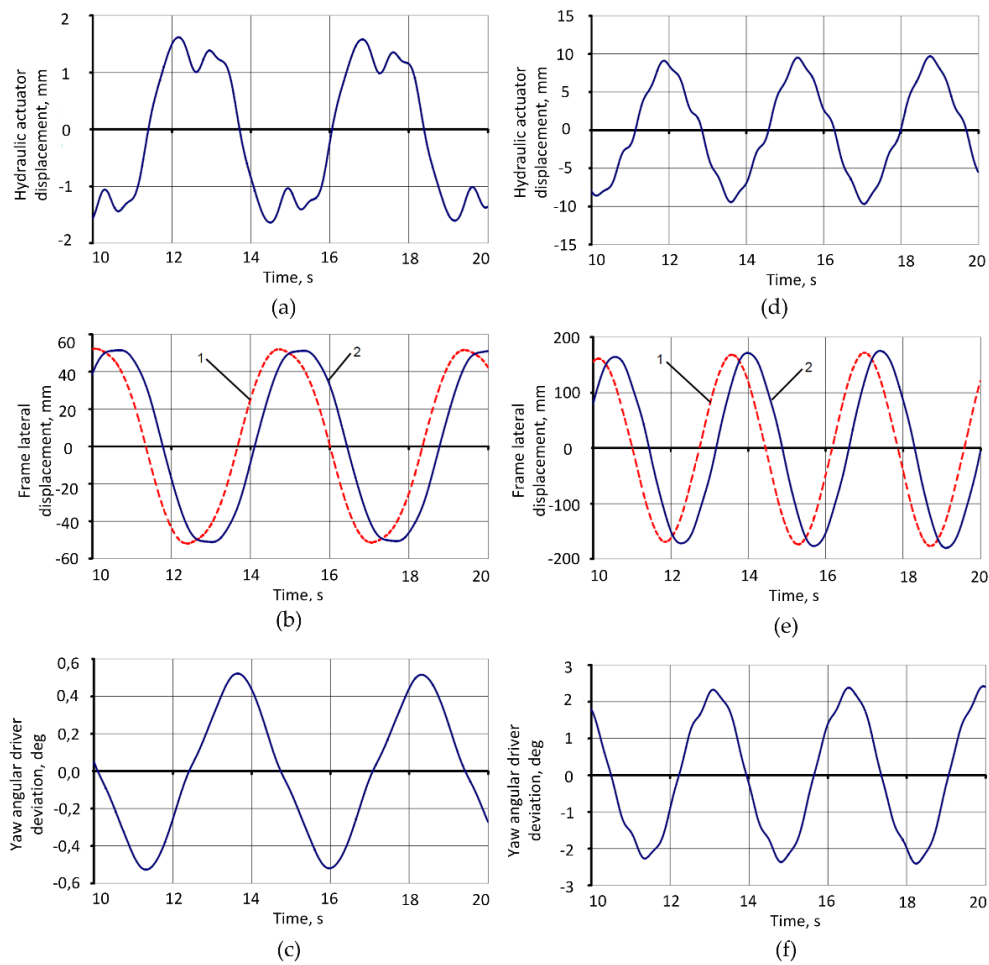 Hydraulic actuator
displacement, mm
2
1
0
-1
-2
10 12 14 16 18 20
Time, s
(a)
Hydraulic actuator
displacement, mm
15
10
5
0
-5
-10
-15
10 12 14 16 18 20
Time, s
(d)
Frame lateral
displacement, mm
60
40
20
0
-20
-40
-60
1
2
10 12 14 16 18 20
Time, s
(b)
Frame lateral
displacement, mm
200
100
0
-100
-200
1
2
10 12 14 16 18 20
Time, s
(e)
Yaw angular driver
deviation, deg
0,6
0,4
0,2
0,0
-0,2
-0,4
-0,6
10 12 14 16 18 20
Time, s
(c)
Yaw angular driver
deviation, deg
3
2
1
0
-1
-2
-3
10 12 14 16 18 20
Time, s
(f)